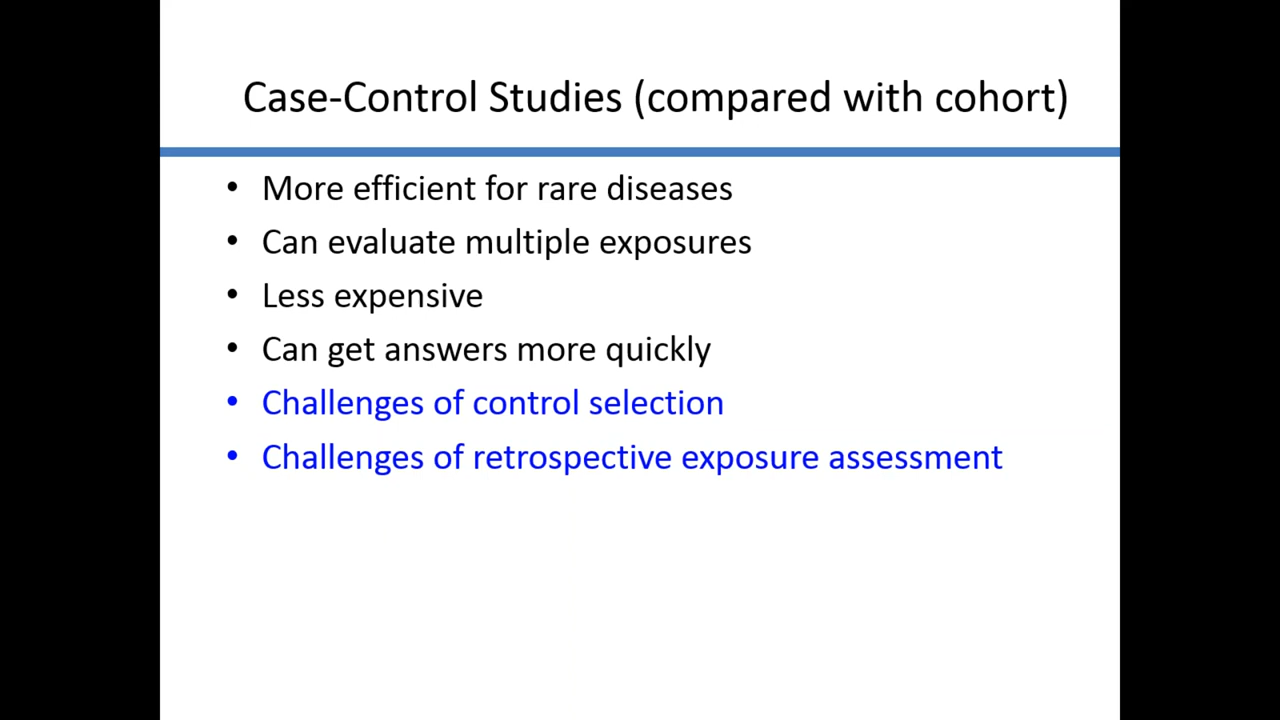 Case-Control Studies (compared with cohort)
• More efficient for rare diseases
• Can evaluate multiple exposures
• Less expensive
• Can get answers more quickly
• Challenges of control selection
• Challenges of retrospective exposure assessment